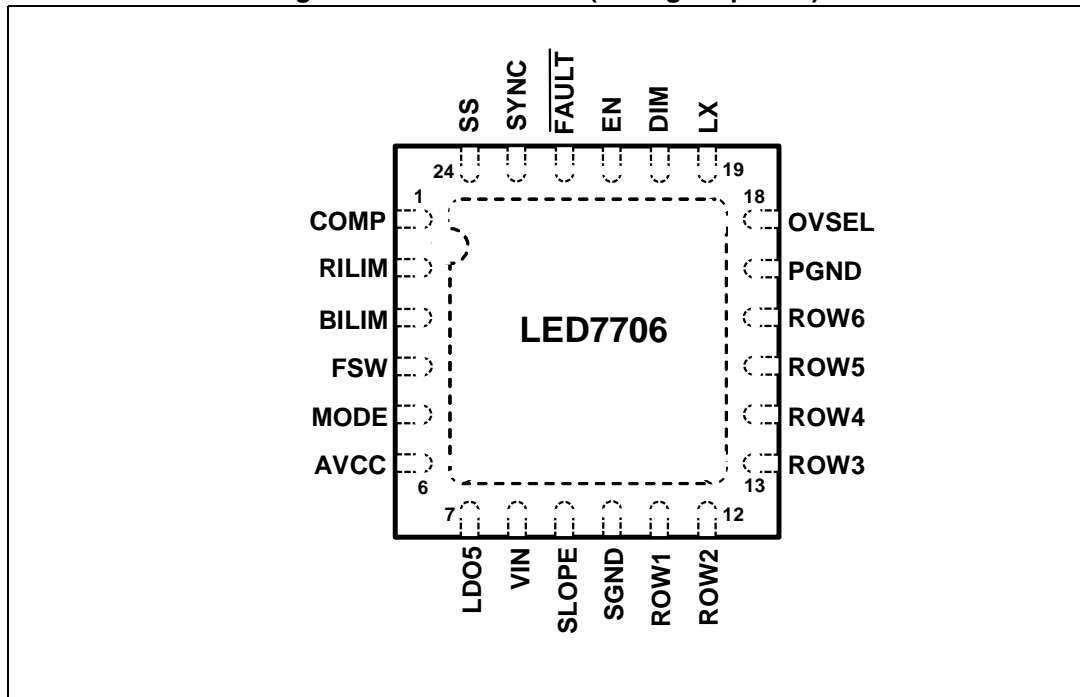 SS
SYNC
FAULT
EN
DIM
LX
24
19
1
18
COMP
OVSEL
RILIM
PGND
BILIM
ROW6
LED7706
FSW
ROW5
MODE
ROW4
AVCC
ROW3
6
13
7
12
LDO5
VIN
SLOPE
SGND
ROW1
ROW2